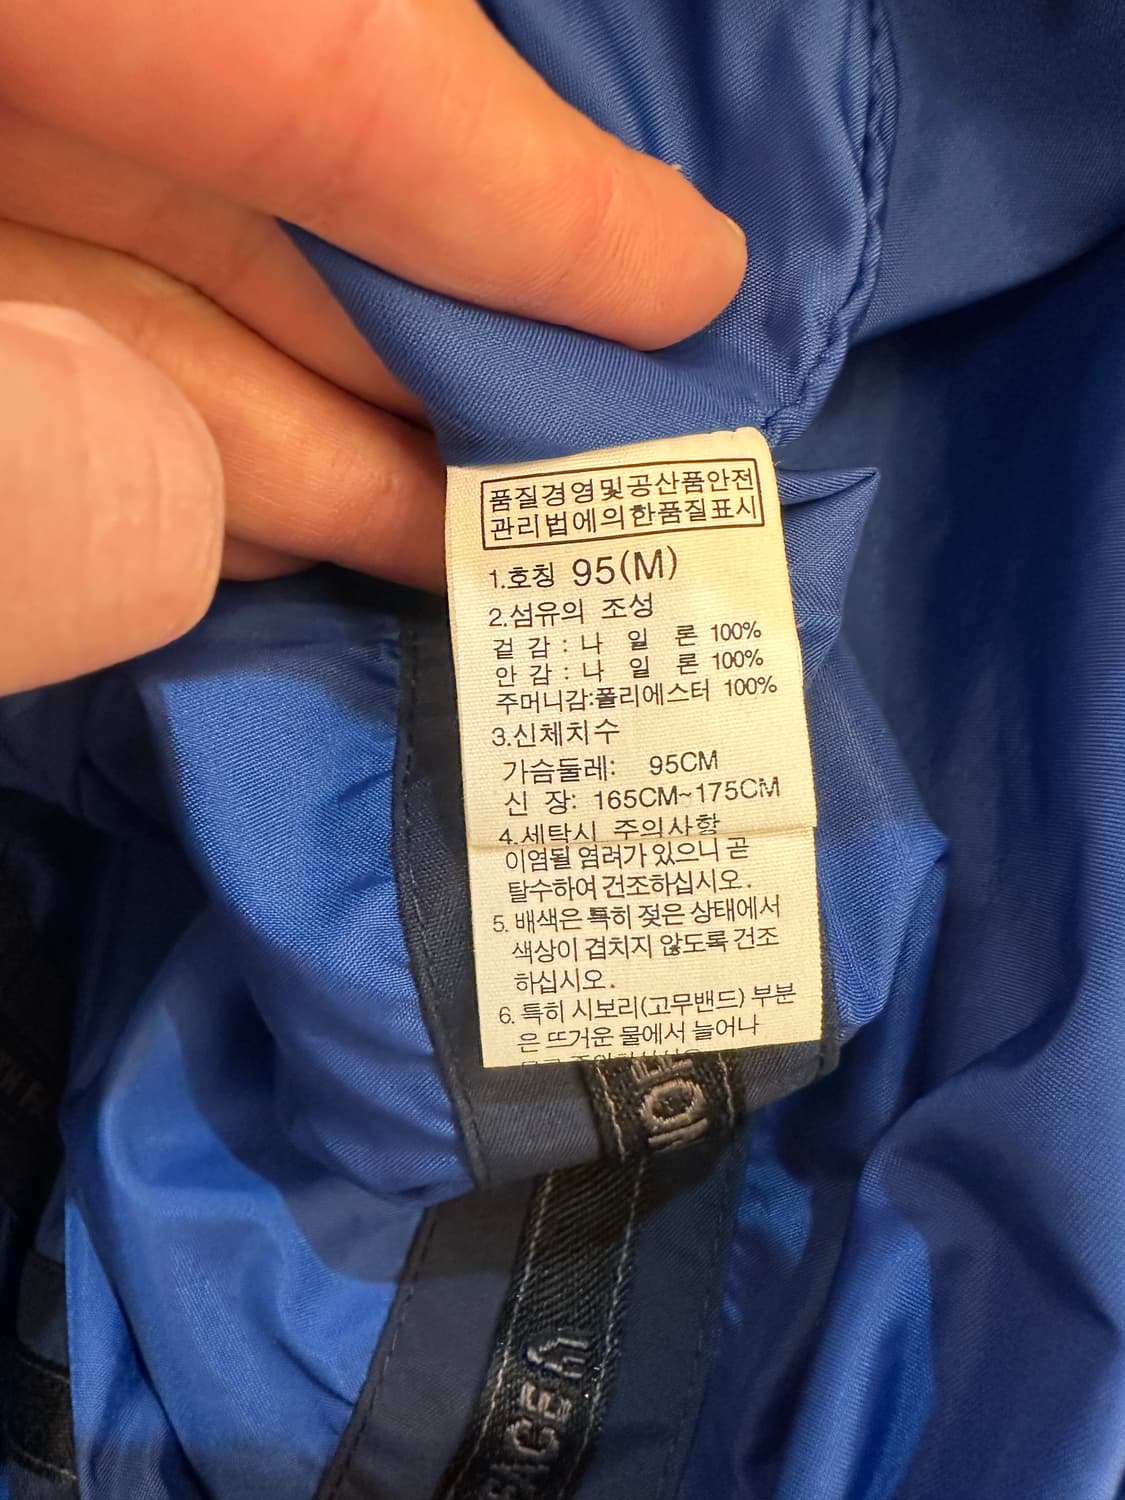 품질경영및공산품안전
관리법에의한품질표시
1.호칭 95(M)
2.섬유의 조성
겉 감 : 나 일 론 100%
안 감 : 나 일 론 100%
주머니감:폴리에스터 100%
3.신체치수
가슴둘레: 95CM
신 장: 165CM~175CM
4.세탁시 주의사항
이염될 염려가 있으니 곧
탈수하여 건조하십시오.
5. 배색은 특히 젖은 상태에서
색상이 겹치지 않도록 건조
하십시오.
6. 특히 시보리(고무밴드) 부분
은 뜨거운 물에서 늘어나
FACE